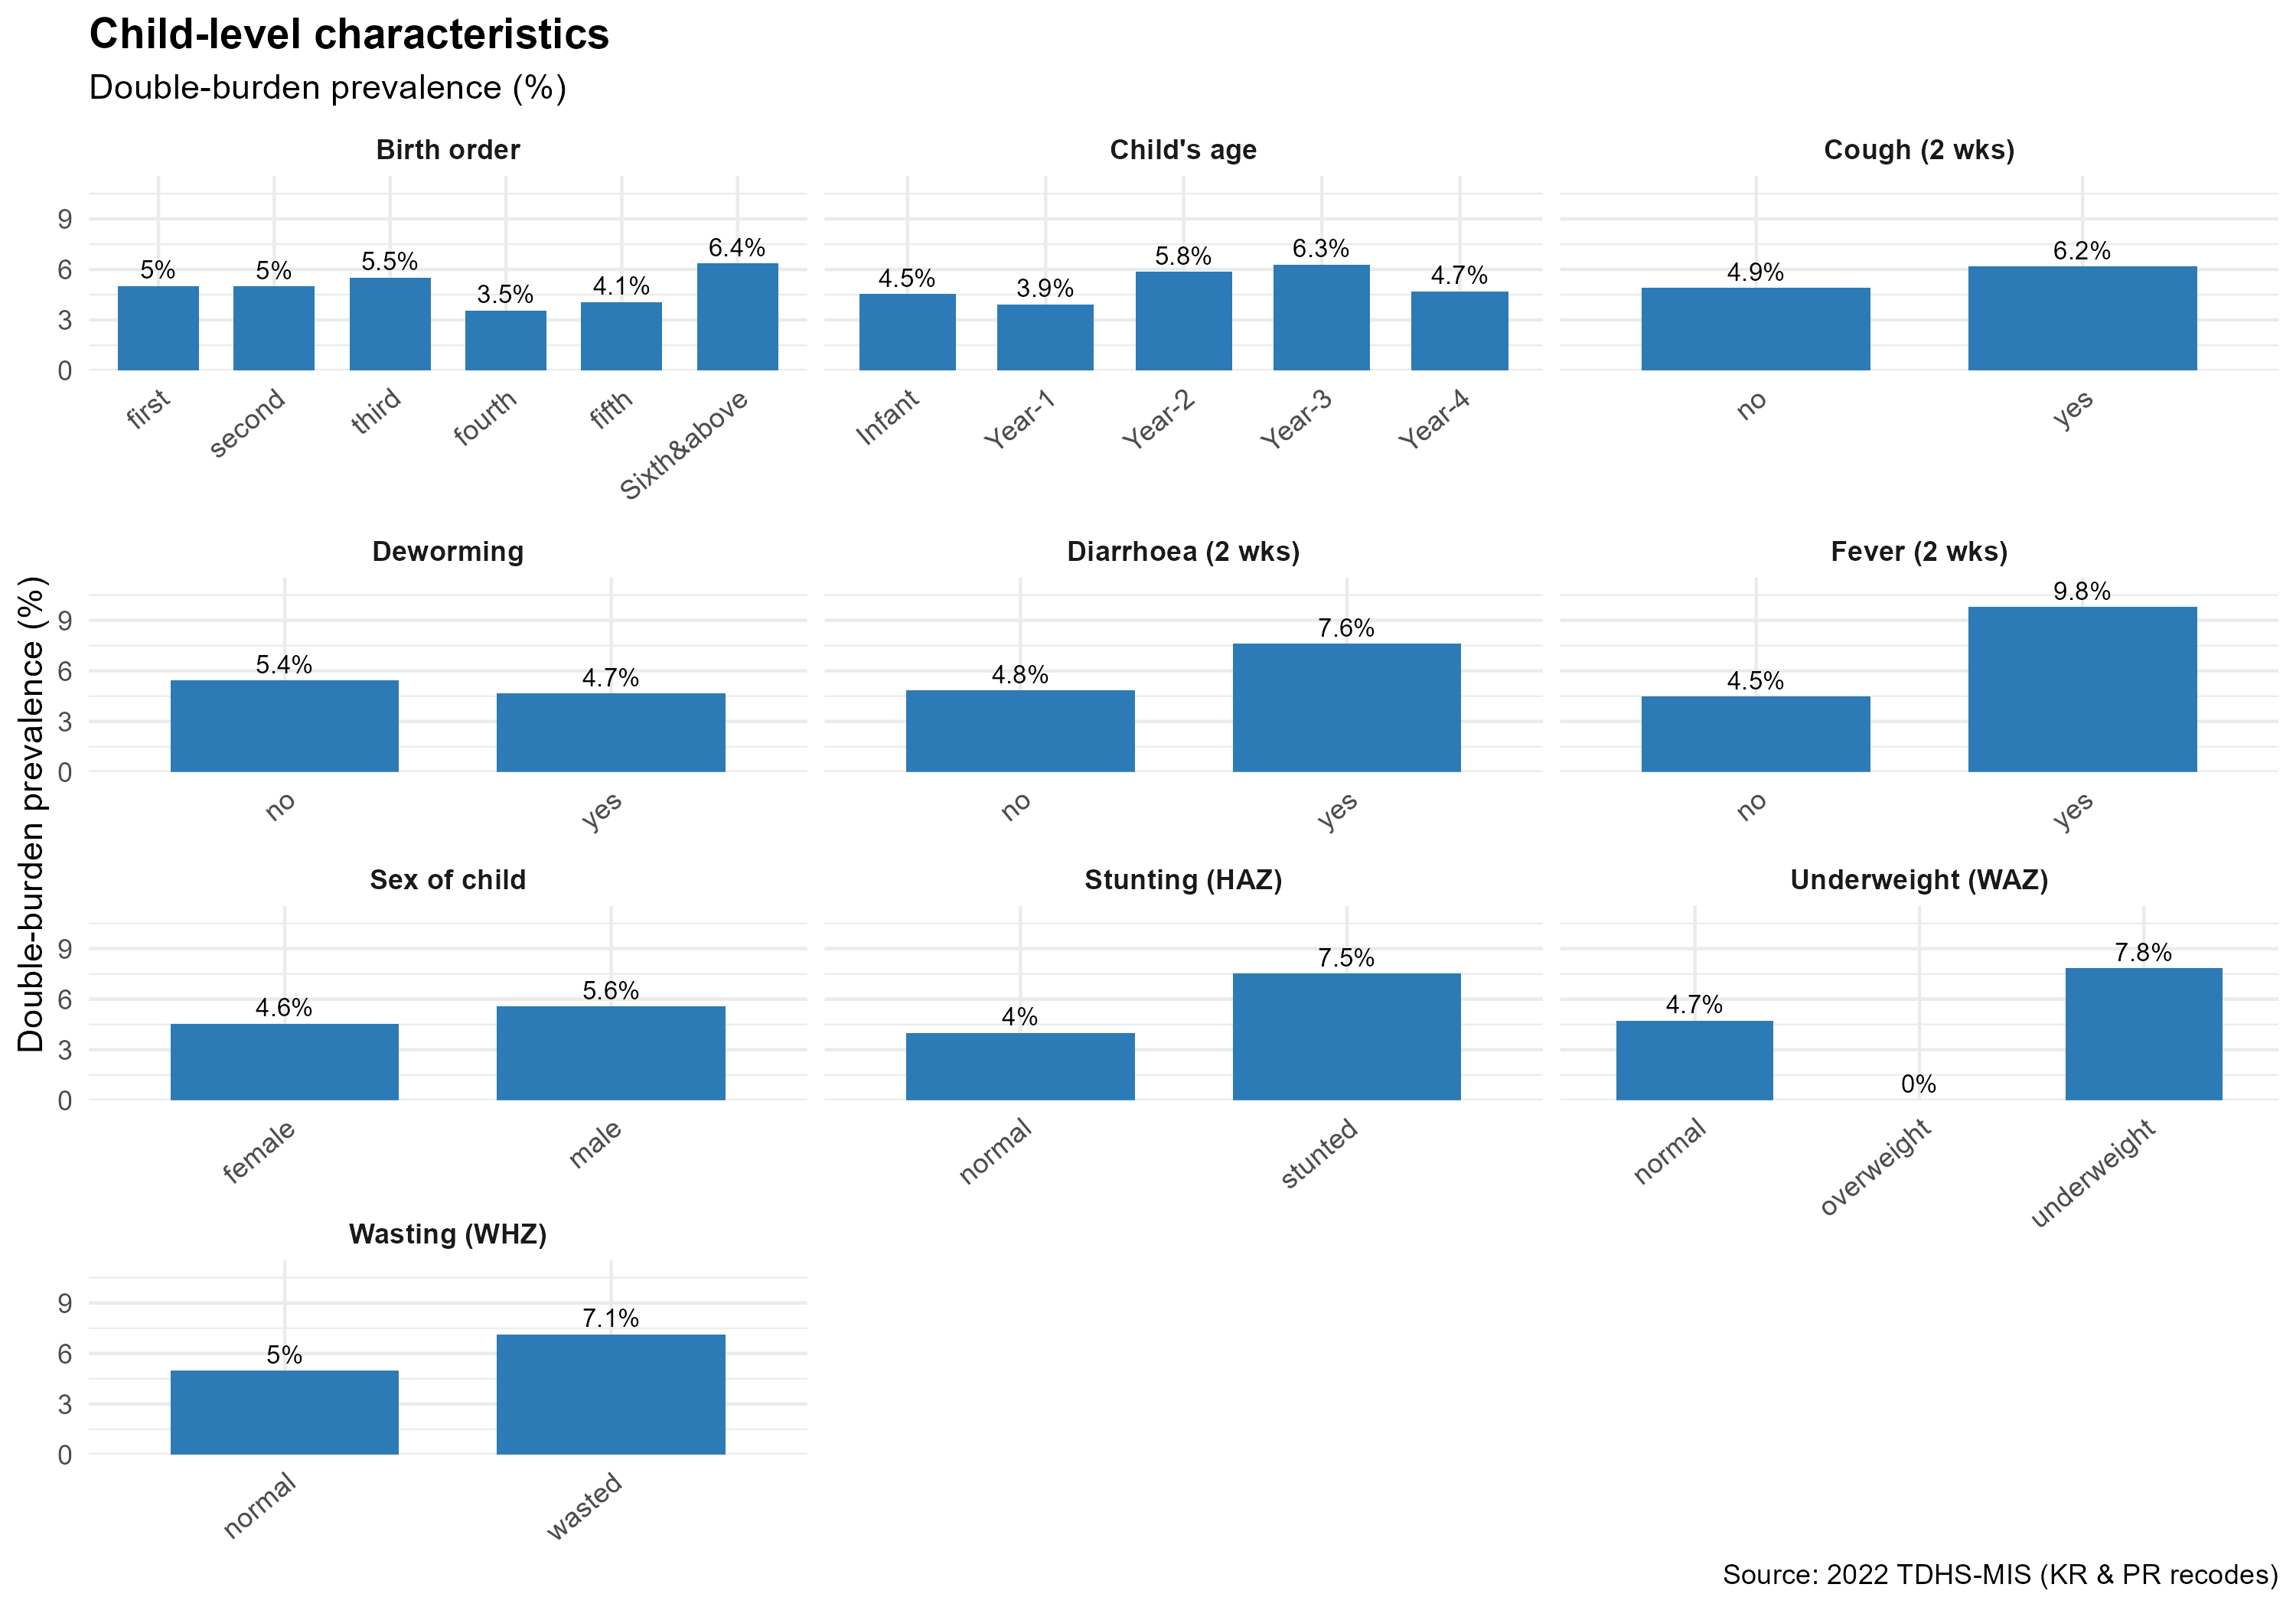 Child-level characteristics
Double-burden prevalence (%)
Double-burden prevalence (%)
Birth order
9
6
3
0
5%
5%
5.5%
3.5%
4.1%
6.4%
first
second
third
fourth
fifth
Sixth&above
Child's age
4.5%
3.9%
5.8%
6.3%
4.7%
Infant
Year-1
Year-2
Year-3
Year-4
Cough (2 wks)
4.9%
6.2%
no
yes
Deworming
9
6
3
0
5.4%
4.7%
no
yes
Diarrhoea (2 wks)
4.8%
7.6%
no
yes
Fever (2 wks)
4.5%
9.8%
no
yes
Sex of child
9
6
3
0
4.6%
5.6%
female
male
Stunting (HAZ)
4%
7.5%
normal
stunted
Underweight (WAZ)
4.7%
0%
7.8%
normal
overweight
underweight
Wasting (WHZ)
9
6
3
0
5%
7.1%
normal
wasted
Source: 2022 TDHS-MIS (KR & PR recodes)